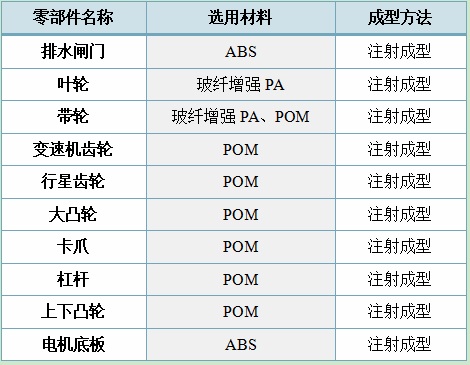 零部件名称 选用材料 成型方法
排水闸门 ABS 注射成型
叶轮 玻纤增强 PA 注射成型
带轮 玻纤增强 PA、POM 注射成型
变速机齿轮 POM 注射成型
行星齿轮 POM 注射成型
大凸轮 POM 注射成型
卡爪 POM 注射成型
杠杆 POM 注射成型
上下凸轮 POM 注射成型
电机底板 ABS 注射成型